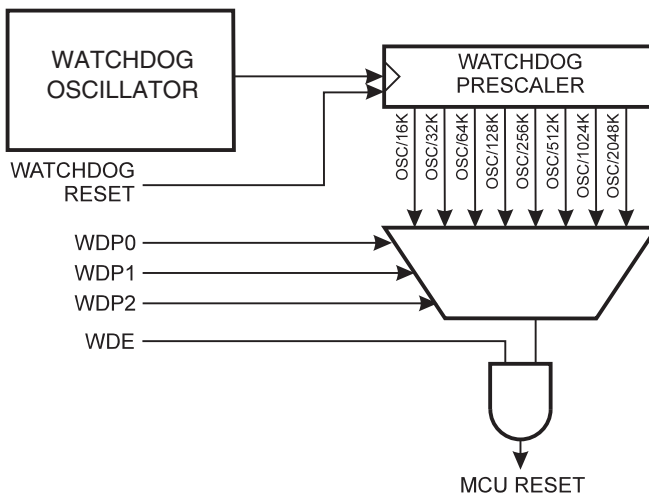 WATCHDOG
OSCILLATOR
WATCHDOG
PRESCALER
WATCHDOG
RESET
OSC/16K
OSC/32K
OSC/64K
OSC/128K
OSC/256K
OSC/512K
OSC/1024K
OSC/2048K
WDP0
WDP1
WDP2
WDE
MCU RESET